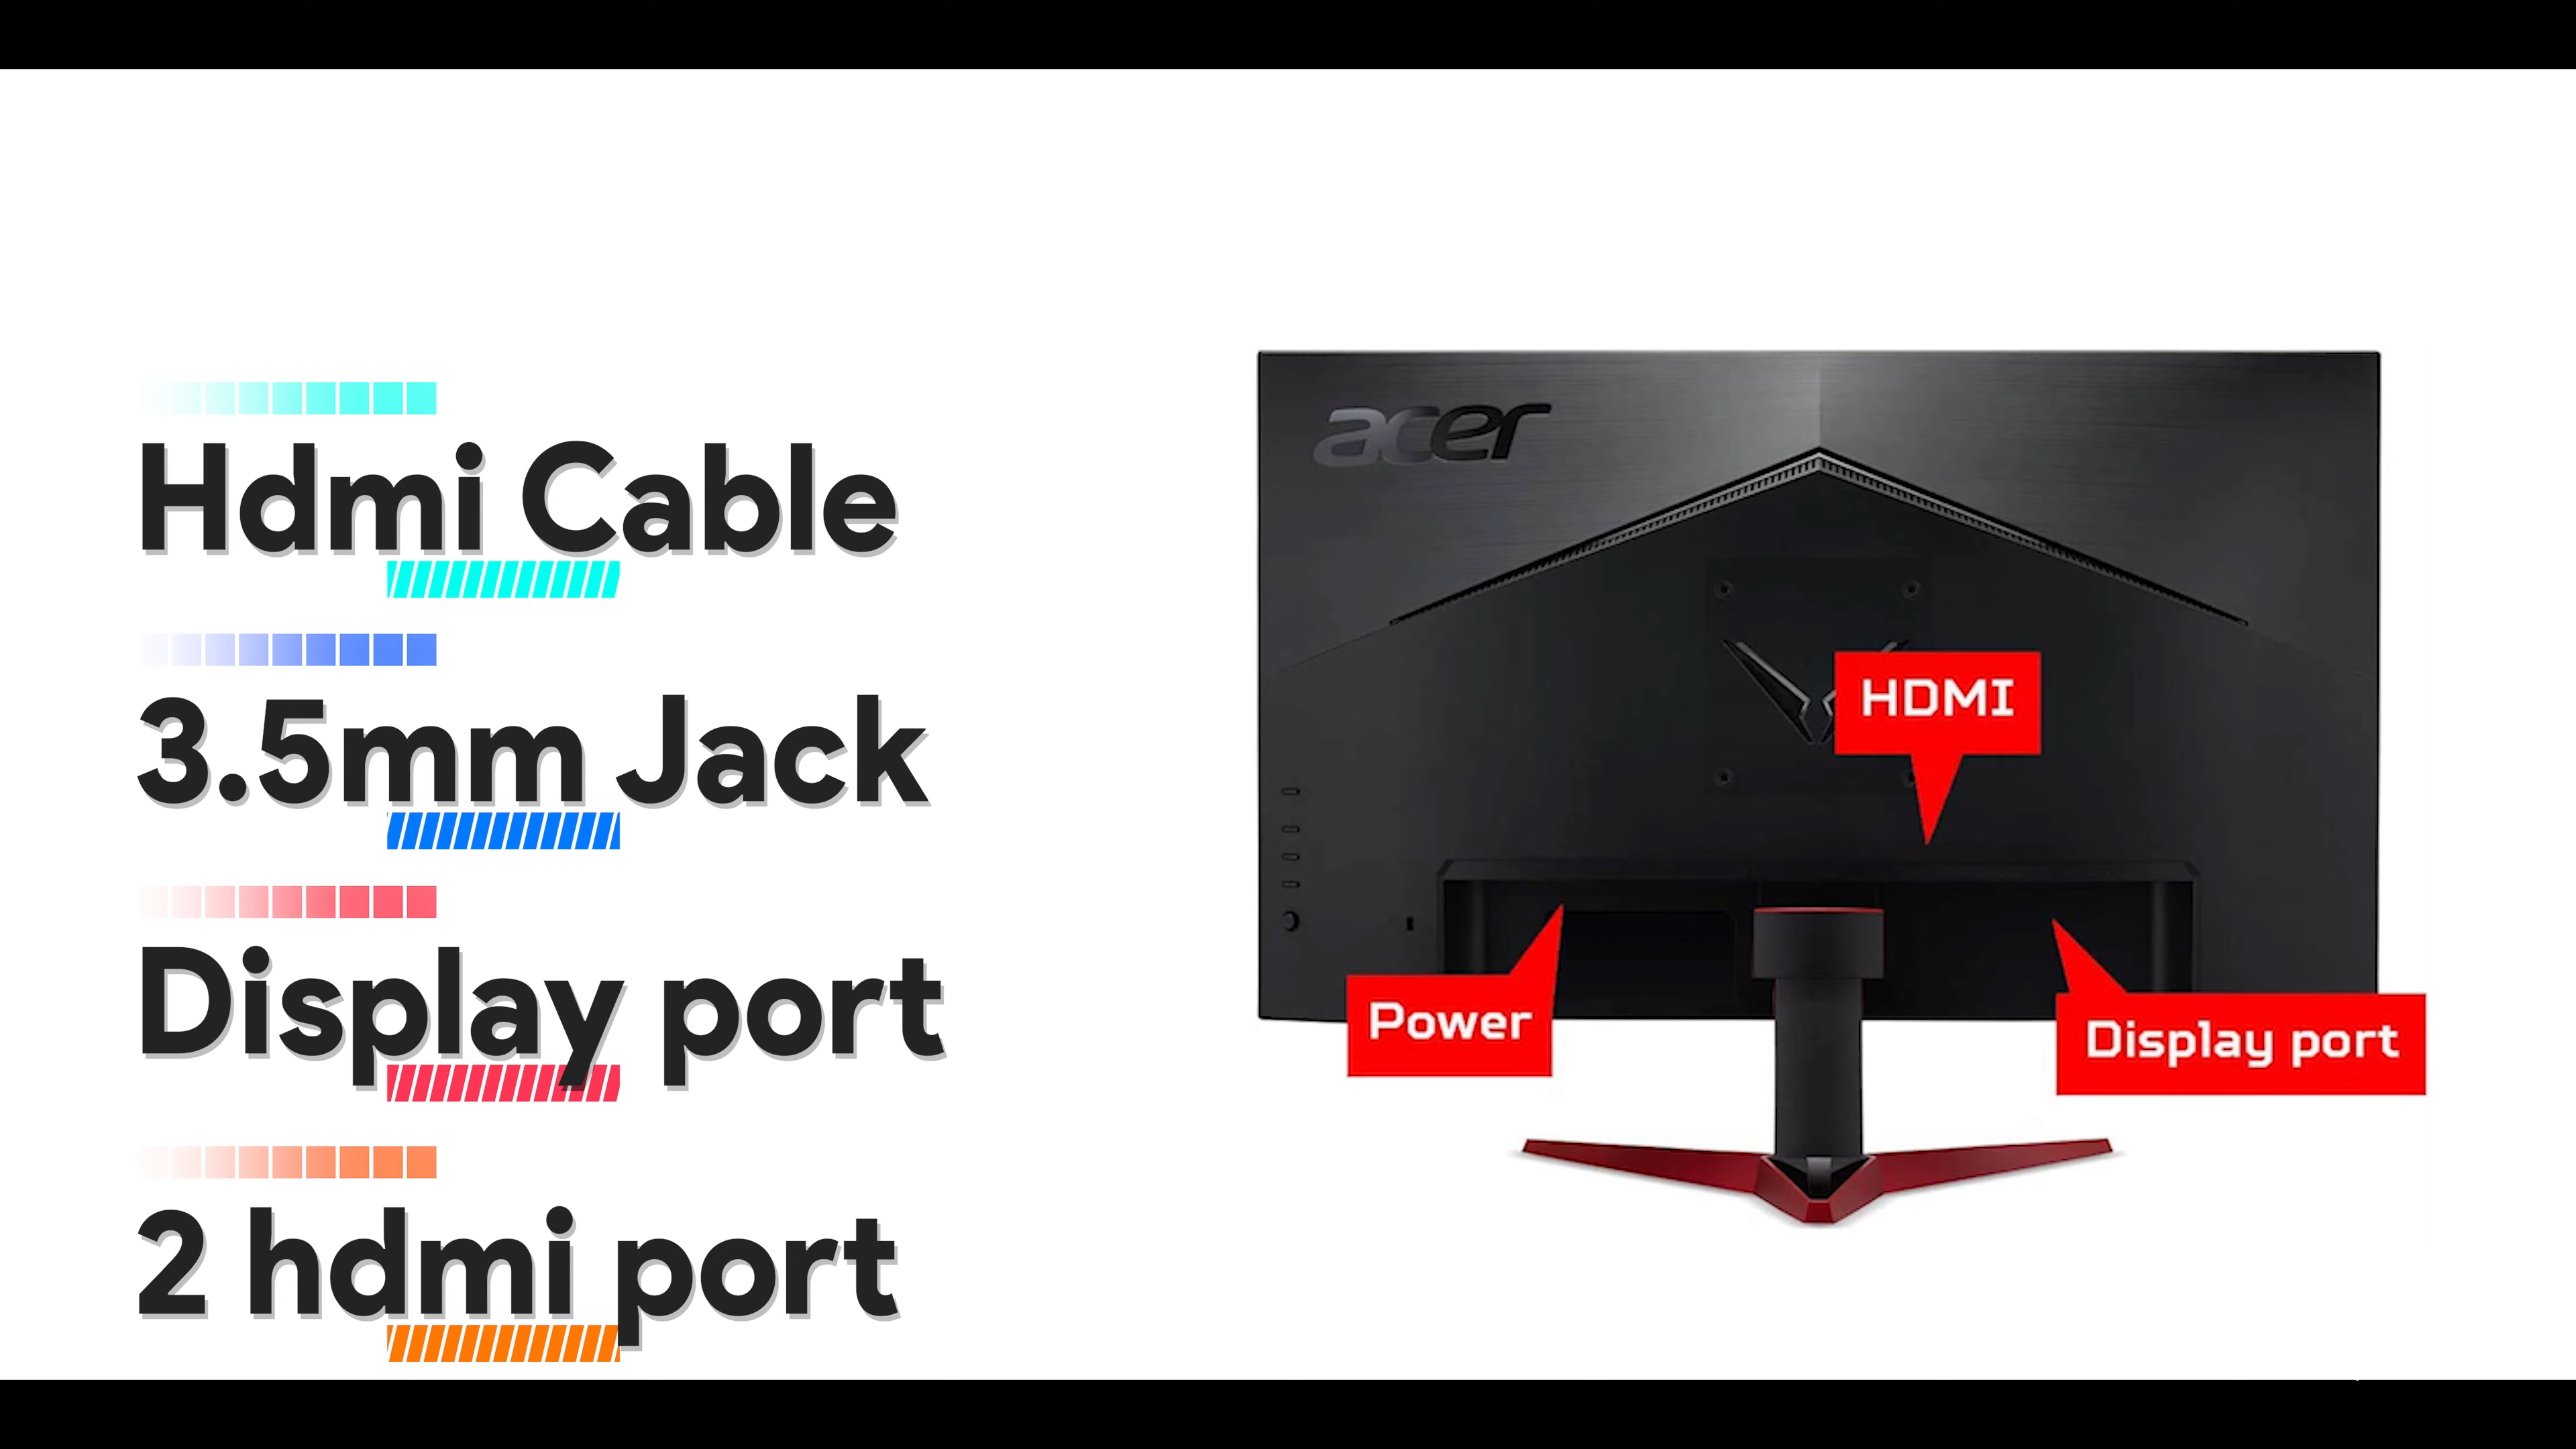 Hdmi Cable
3.5mm Jack
Display port
2 hdmi port
acer
HDMI
Power
Display port